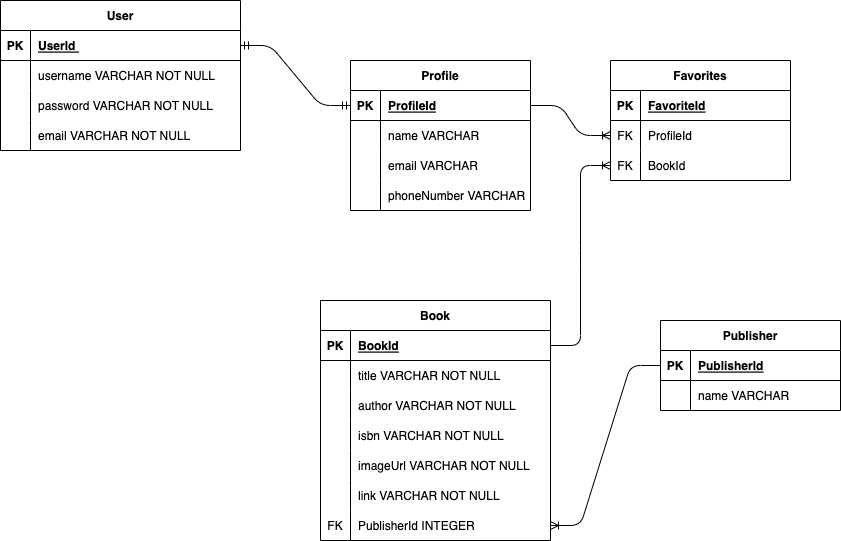 User
PK UserId
username VARCHAR NOT NULL
password VARCHAR NOT NULL
email VARCHAR NOT NULL
Profile
PK ProfileId
name VARCHAR
email VARCHAR
phoneNumber VARCHAR
Favorites
PK FavoriteId
FK ProfileId
FK BookId
Book
PK BookId
title VARCHAR NOT NULL
author VARCHAR NOT NULL
isbn VARCHAR NOT NULL
imageUrl VARCHAR NOT NULL
link VARCHAR NOT NULL
FK PublisherId INTEGER
Publisher
PK PublisherId
name VARCHAR